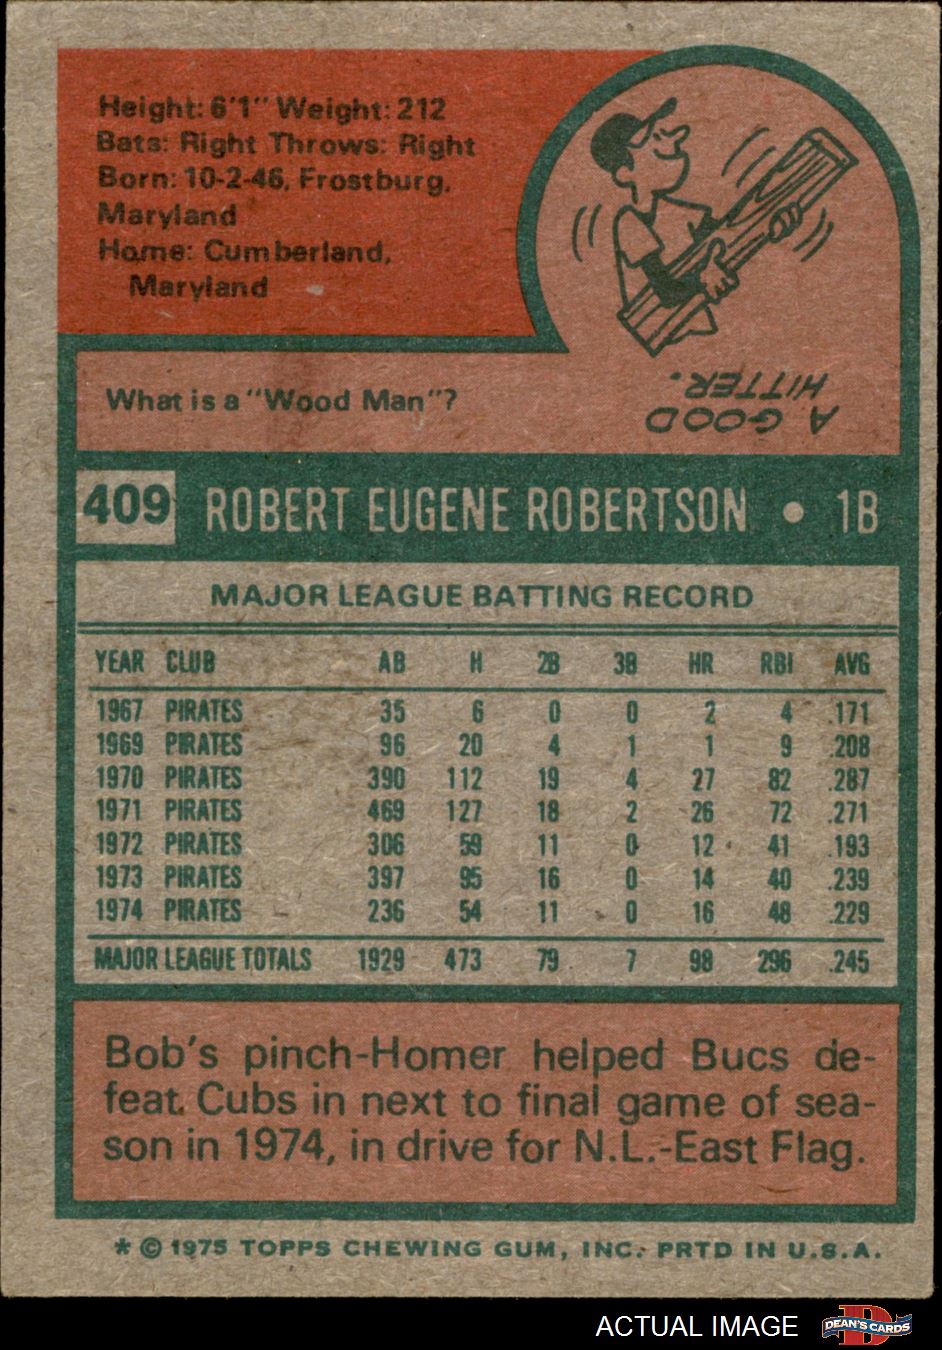 Height: 6'1" Weight: 212
Bats: Right Throws: Right
Born: 10-2-46, Frostburg,
Maryland
Home: Cumberland,
Maryland
What is a "Wood Man"?
A GOOD
HITTER.
409 ROBERT EUGENE ROBERTSON • 1B
MAJOR LEAGUE BATTING RECORD
YEAR CLUB AB H 2B 3B HR RBI AVG
1967 PIRATES 35 6 0 0 2 4 .171
1969 PIRATES 96 20 4 1 1 9 .208
1970 PIRATES 390 112 19 4 27 82 .287
1971 PIRATES 469 127 18 2 26 72 .271
1972 PIRATES 306 59 11 0 12 41 .193
1973 PIRATES 397 95 16 0 14 40 .239
1974 PIRATES 236 54 11 0 16 48 .229
MAJOR LEAGUE TOTALS 1929 473 79 7 98 296 .245
Bob's pinch-Homer helped Bucs de-
feat Cubs in next to final game of sea-
son in 1974, in drive for N.L.-East Flag.
* © 1975 TOPPS CHEWING GUM, INC. PRTD IN U.S.A.
ACTUAL IMAGE
D
DEAN'S CARDS